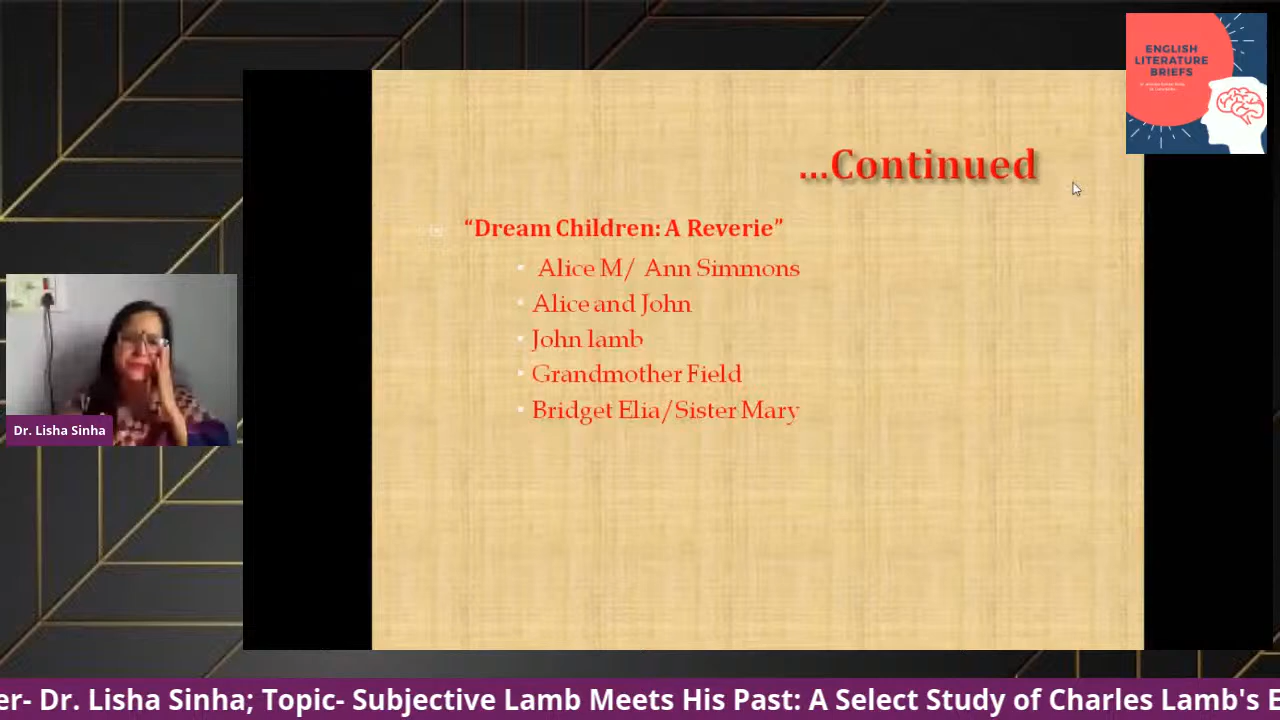 ENGLISH
LITERATURE
BRIEFS
...Continued
“Dream Children: A Reverie”
Alice M/ Ann Simmons
Alice and John
John lamb
Grandmother Field
Bridget Elia/Sister Mary
Dr. Lisha Sinha
er- Dr. Lisha Sinha; Topic- Subjective Lamb Meets His Past: A Select Study of Charles Lamb's E